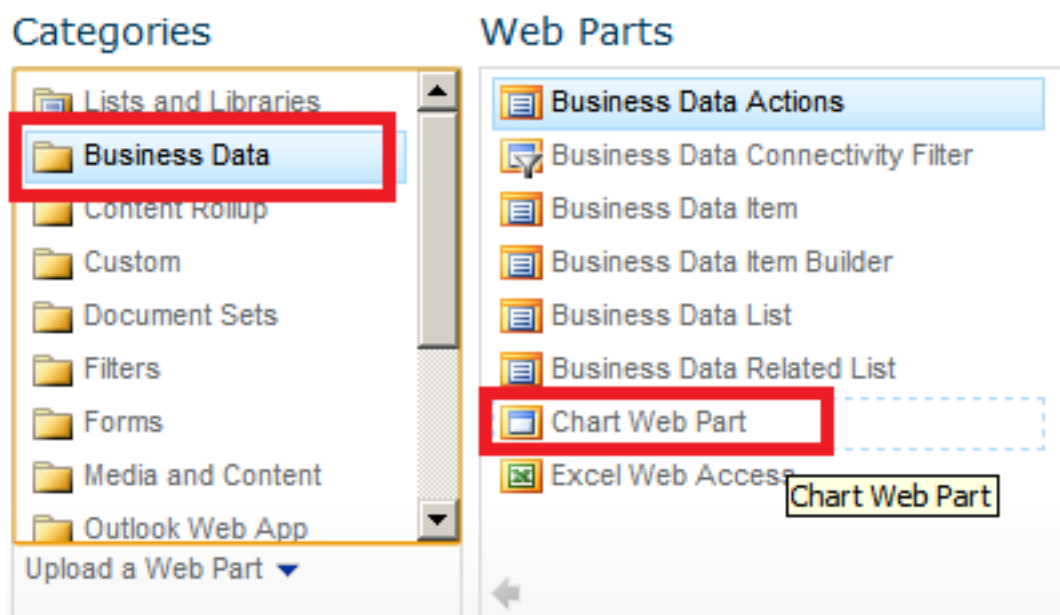 Categories
Lists and Libraries
Business Data
Content Rollup
Custom
Document Sets
Filters
Forms
Media and Content
Outlook Web App
Upload a Web Part
Web Parts
Business Data Actions
Business Data Connectivity Filter
Business Data Item
Business Data Item Builder
Business Data List
Business Data Related List
Chart Web Part
Excel Web Access
Chart Web Part